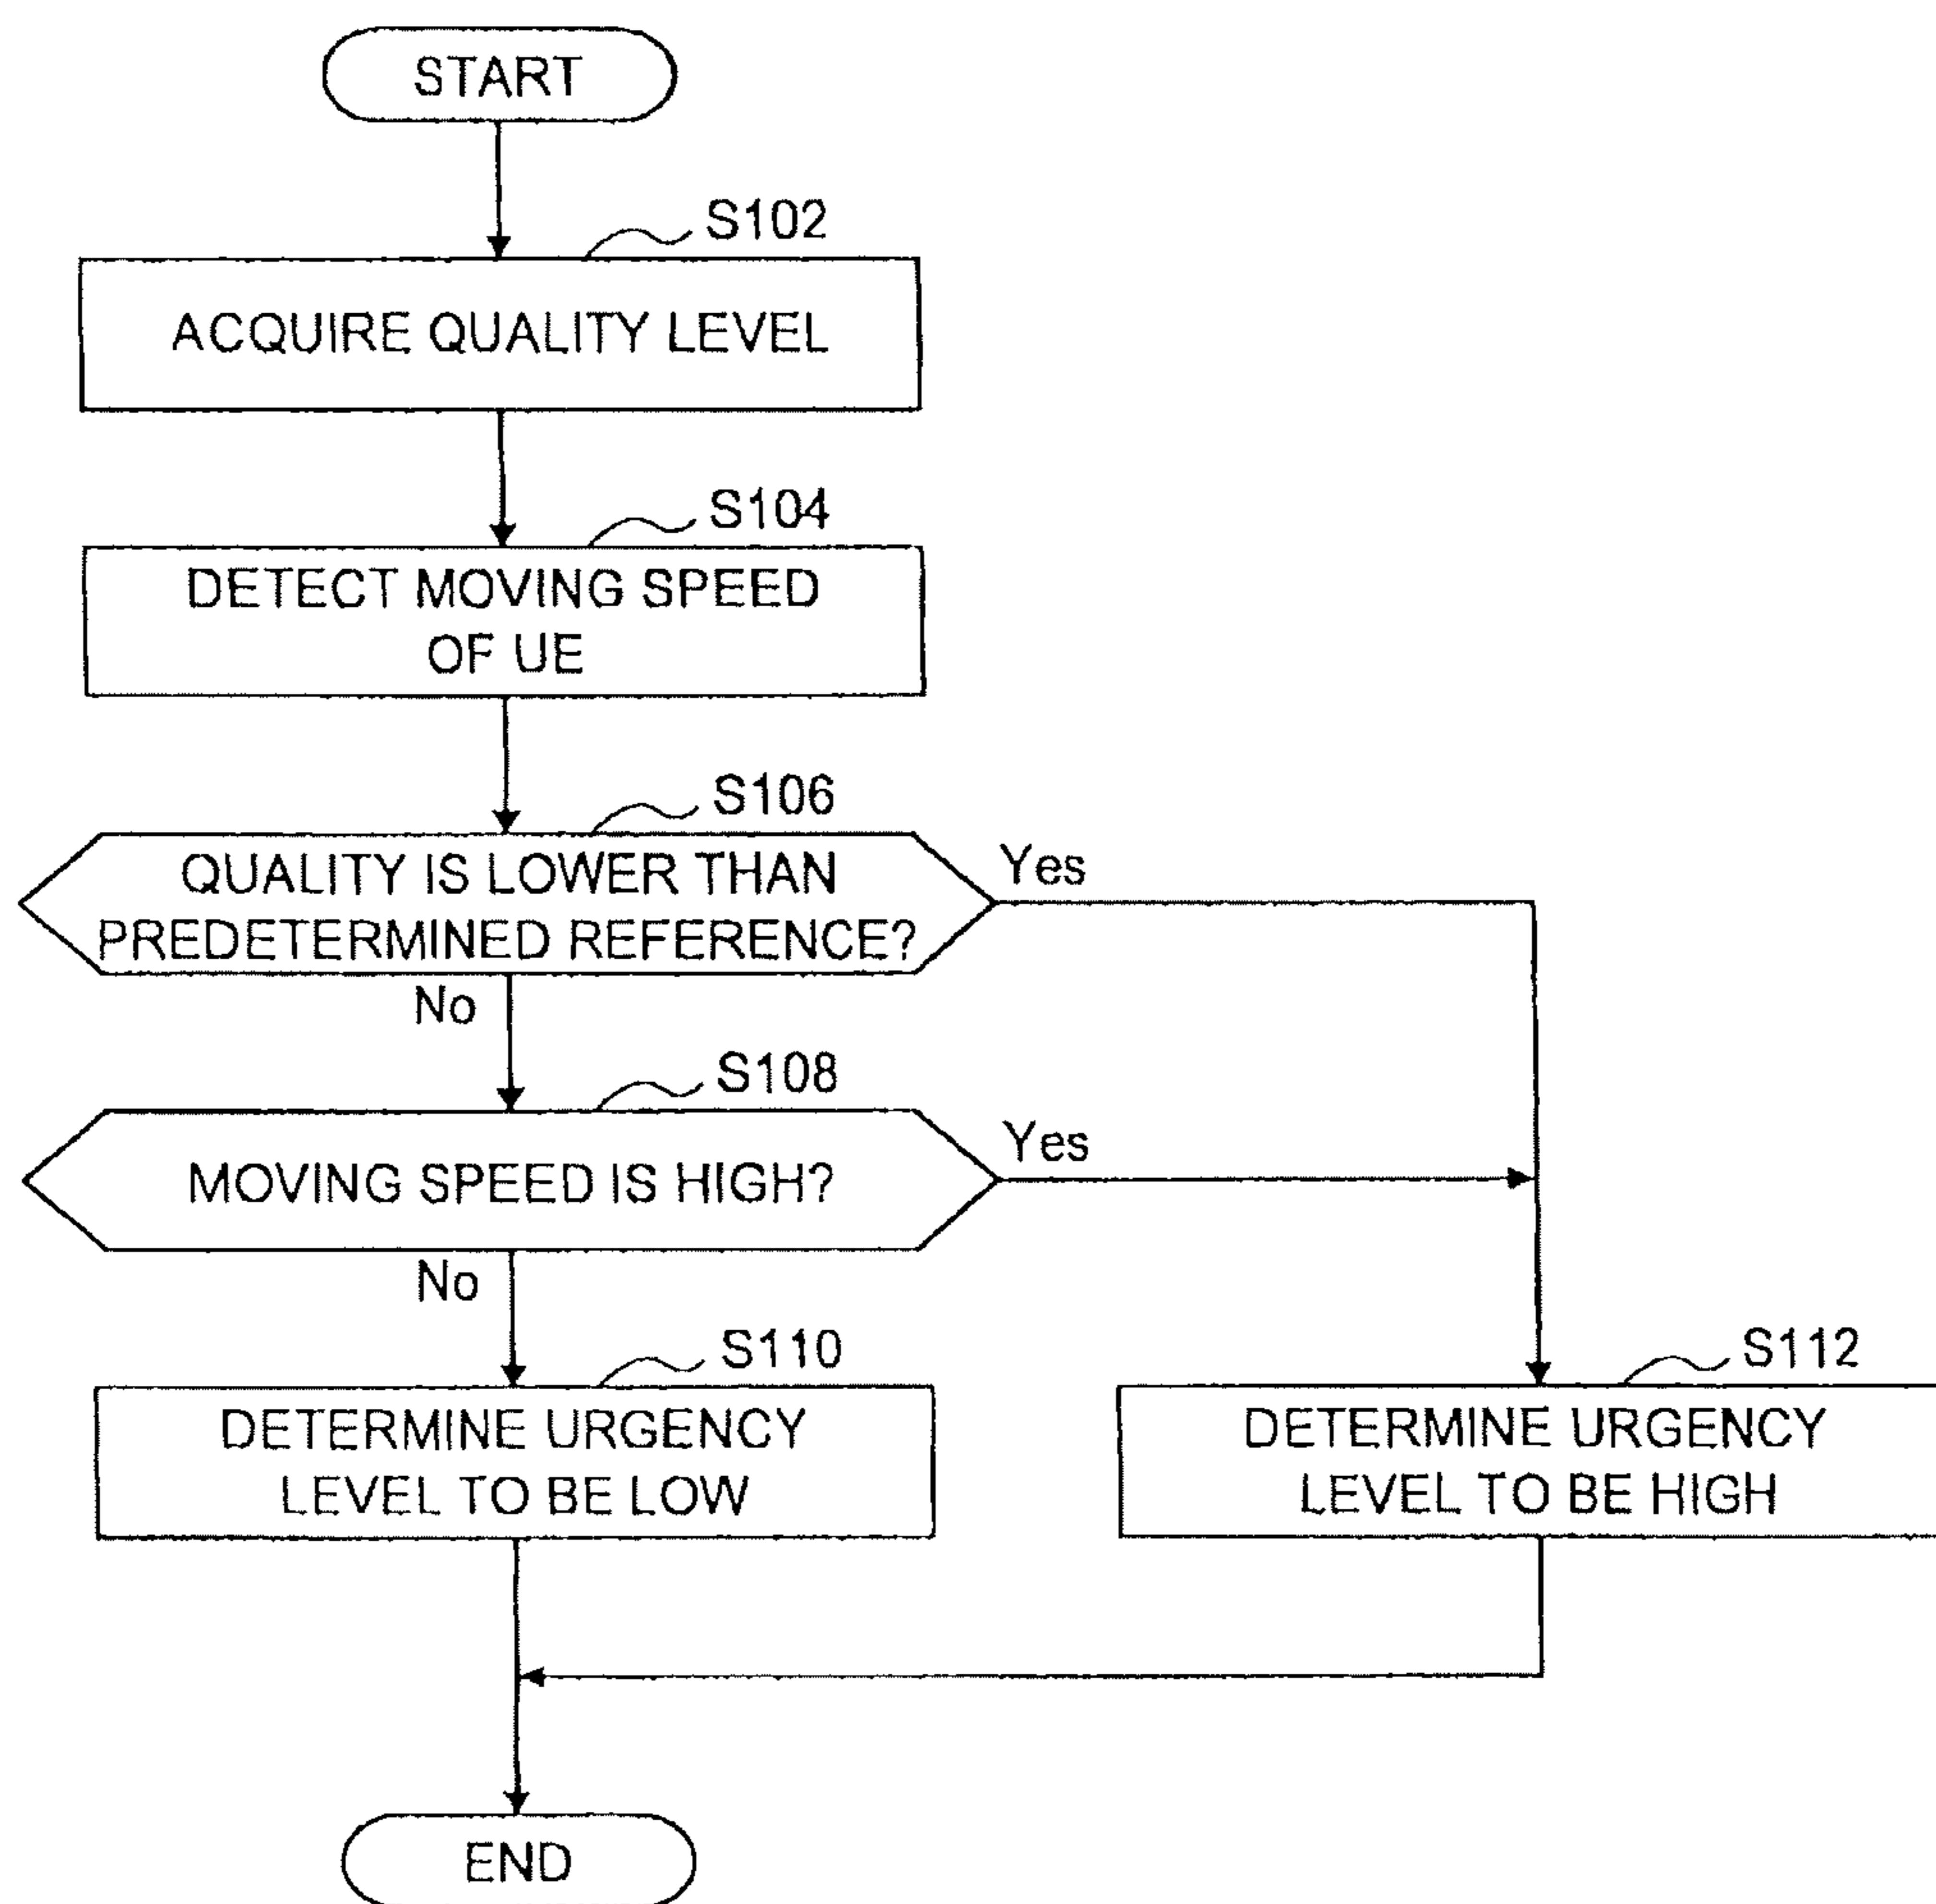 START
S102
ACQUIRE QUALITY LEVEL
S104
DETECT MOVING SPEED
OF UE
S106
QUALITY IS LOWER THAN
PREDETERMINED REFERENCE?
Yes
No
S108
MOVING SPEED IS HIGH?
Yes
No
S110
DETERMINE URGENCY
LEVEL TO BE LOW
S112
DETERMINE URGENCY
LEVEL TO BE HIGH
END